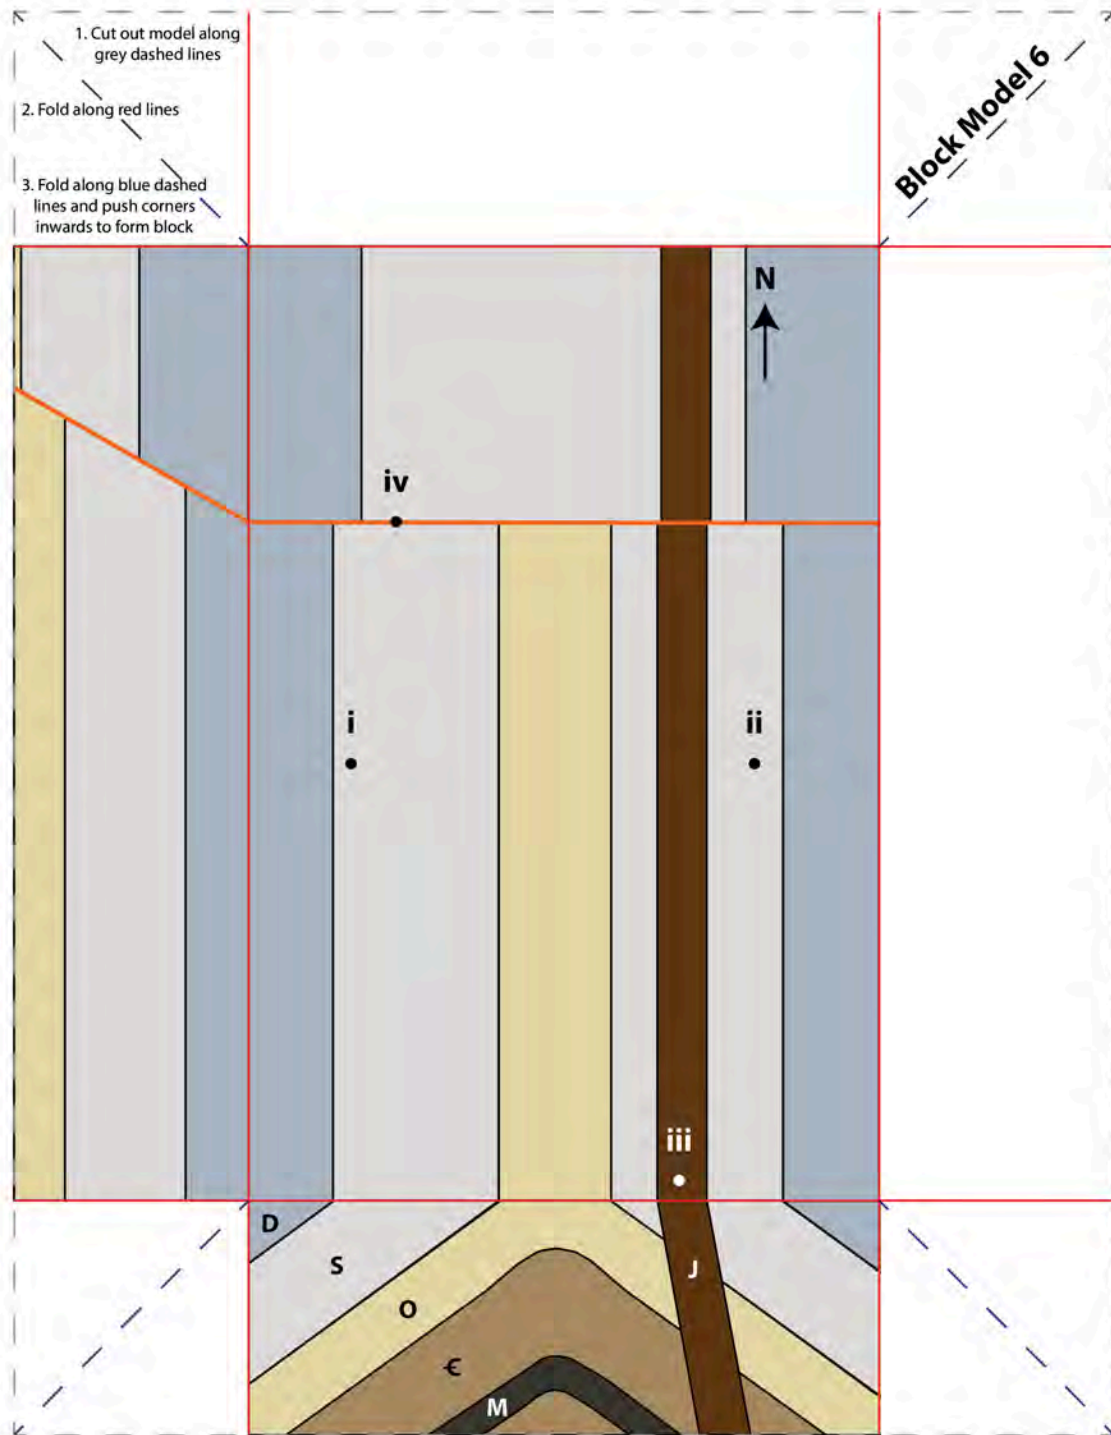 1. Cut out model along
grey dashed lines
2. Fold along red lines
3. Fold along blue dashed
lines and push corners
inwards to form block
Block Model 6
N
iv
i
ii
iii
D
S
J
O
Ꞓ
M